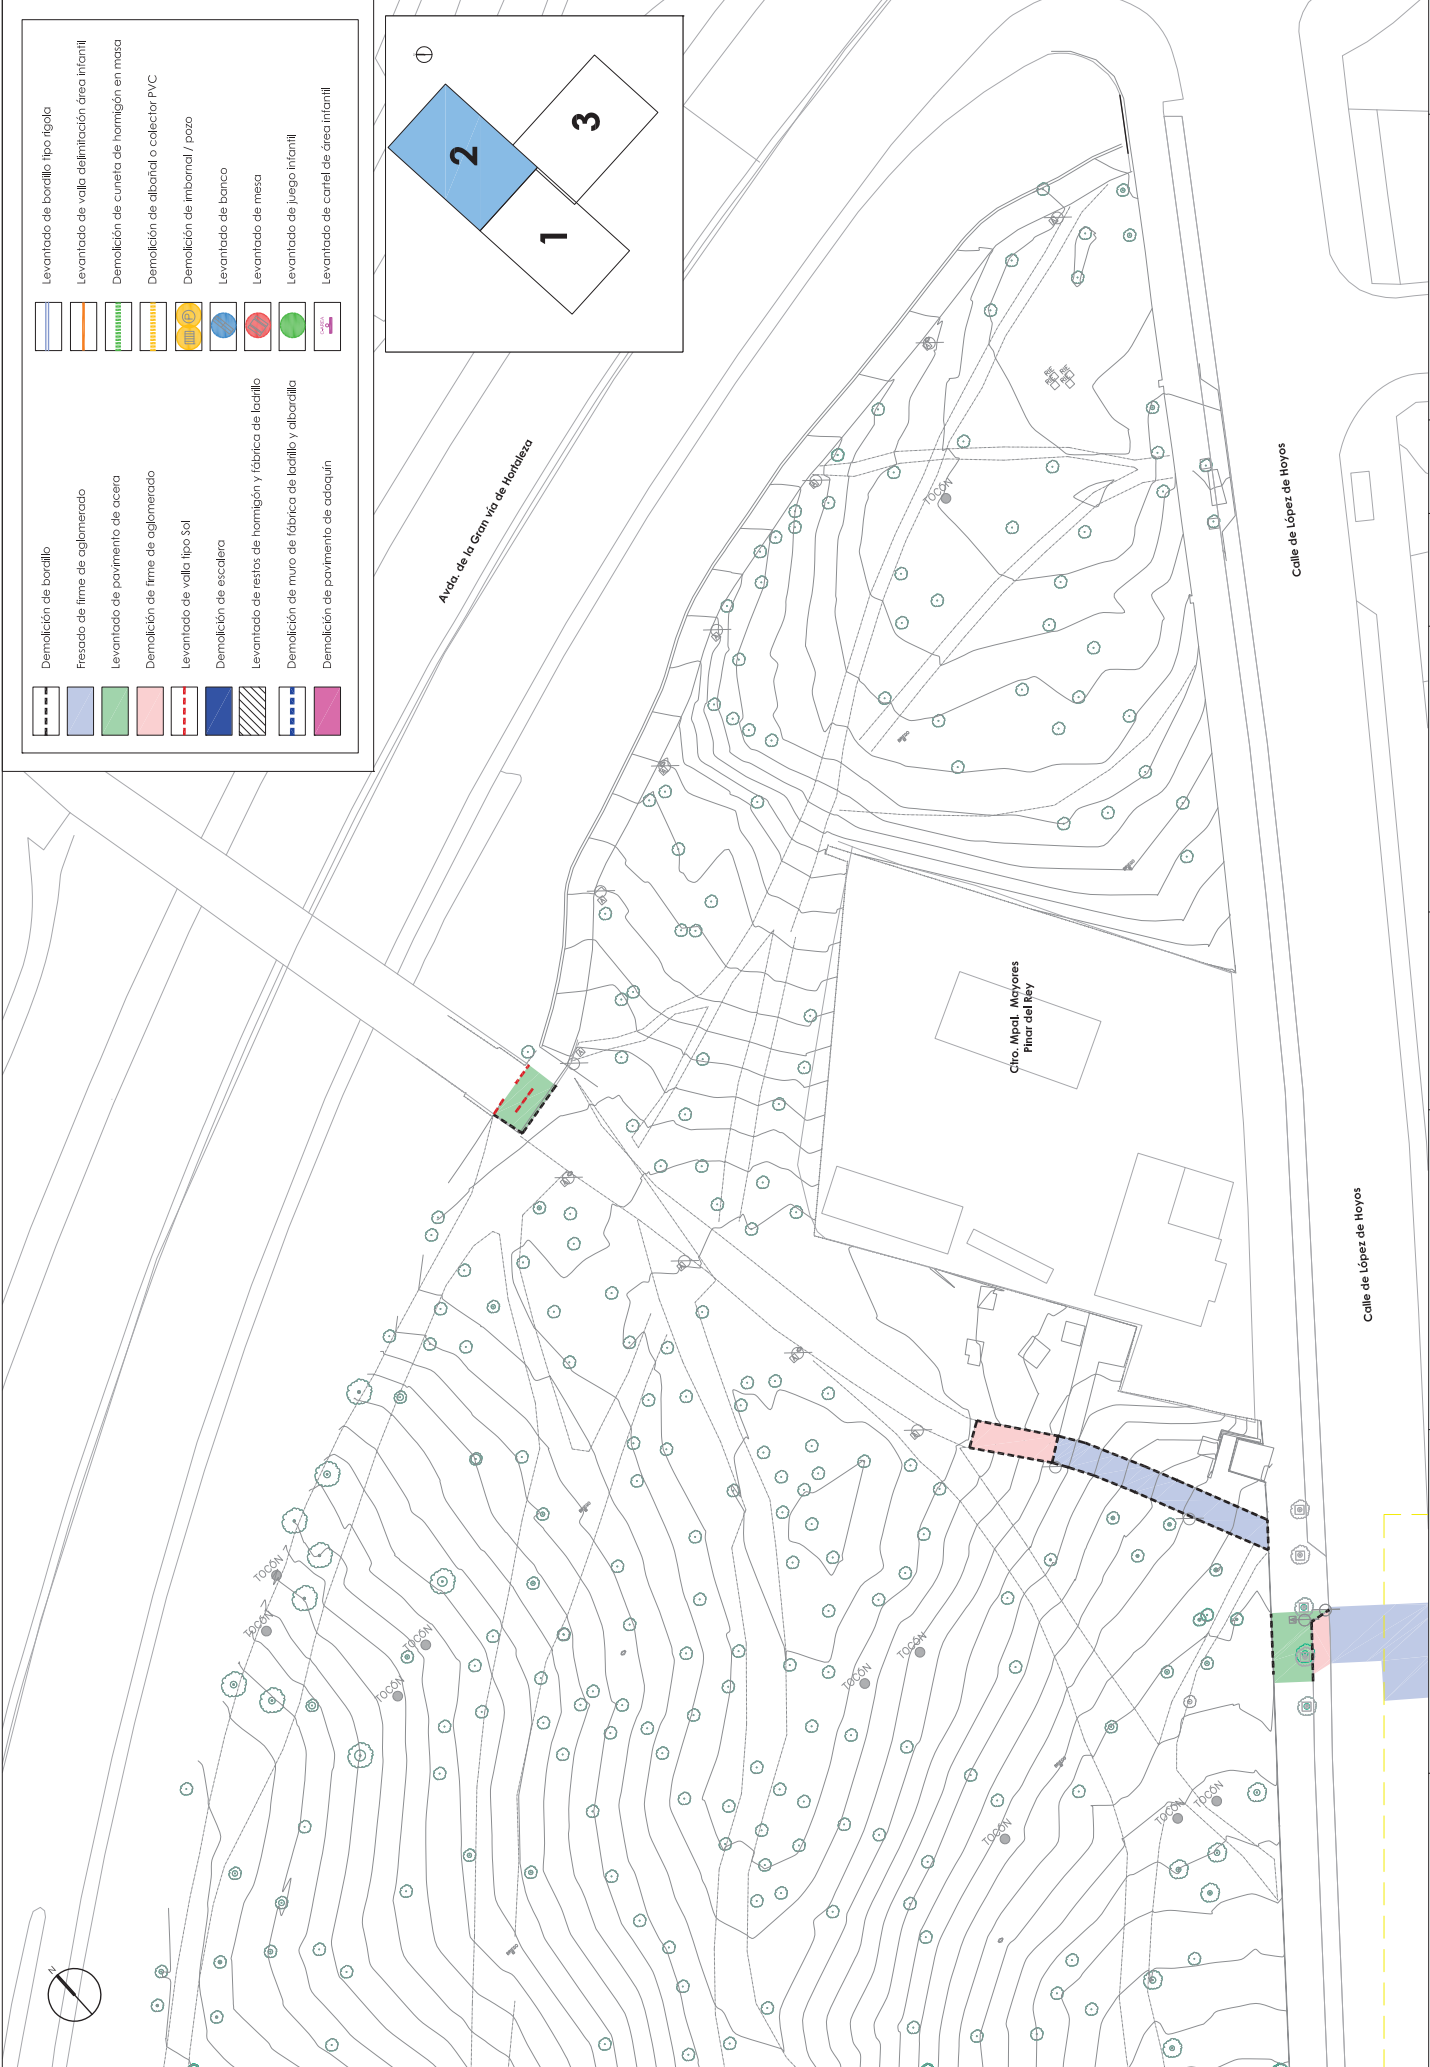 Demolición de bordillo
Fresado de firme de aglomerado
Levantado de pavimento de acera
Demolición de firme de aglomerado
Levantado de valla tipo Sol
Demolición de escalera
Levantado de restos de hormigón y fábrica de ladrillo
Demolición de muro de fábrica de ladrillo y albardilla
Demolición de pavimento de adoquín
Levantado de bordillo tipo rígola
Levantado de valla delimitación área infantil
Demolición de cuneta de hormigón en masa
Demolición de albañal o colector PVC
P
Demolición de imbornal / pozo
Levantado de banco
Levantado de mesa
Levantado de juego infantil
Levantado de cartel de área infantil
1
2
3
Avda. de la Gran vía de Hortaleza
Calle de López de Hoyos
Calle de López de Hoyos
Ctro. Mpal. Mayores
Pinar del Rey
TOCÓN
TOCÓN
TOCÓN
TOCÓN
TOCÓN
TOCÓN
TOCÓN
TOCÓN
TOCÓN
TOCÓN
N